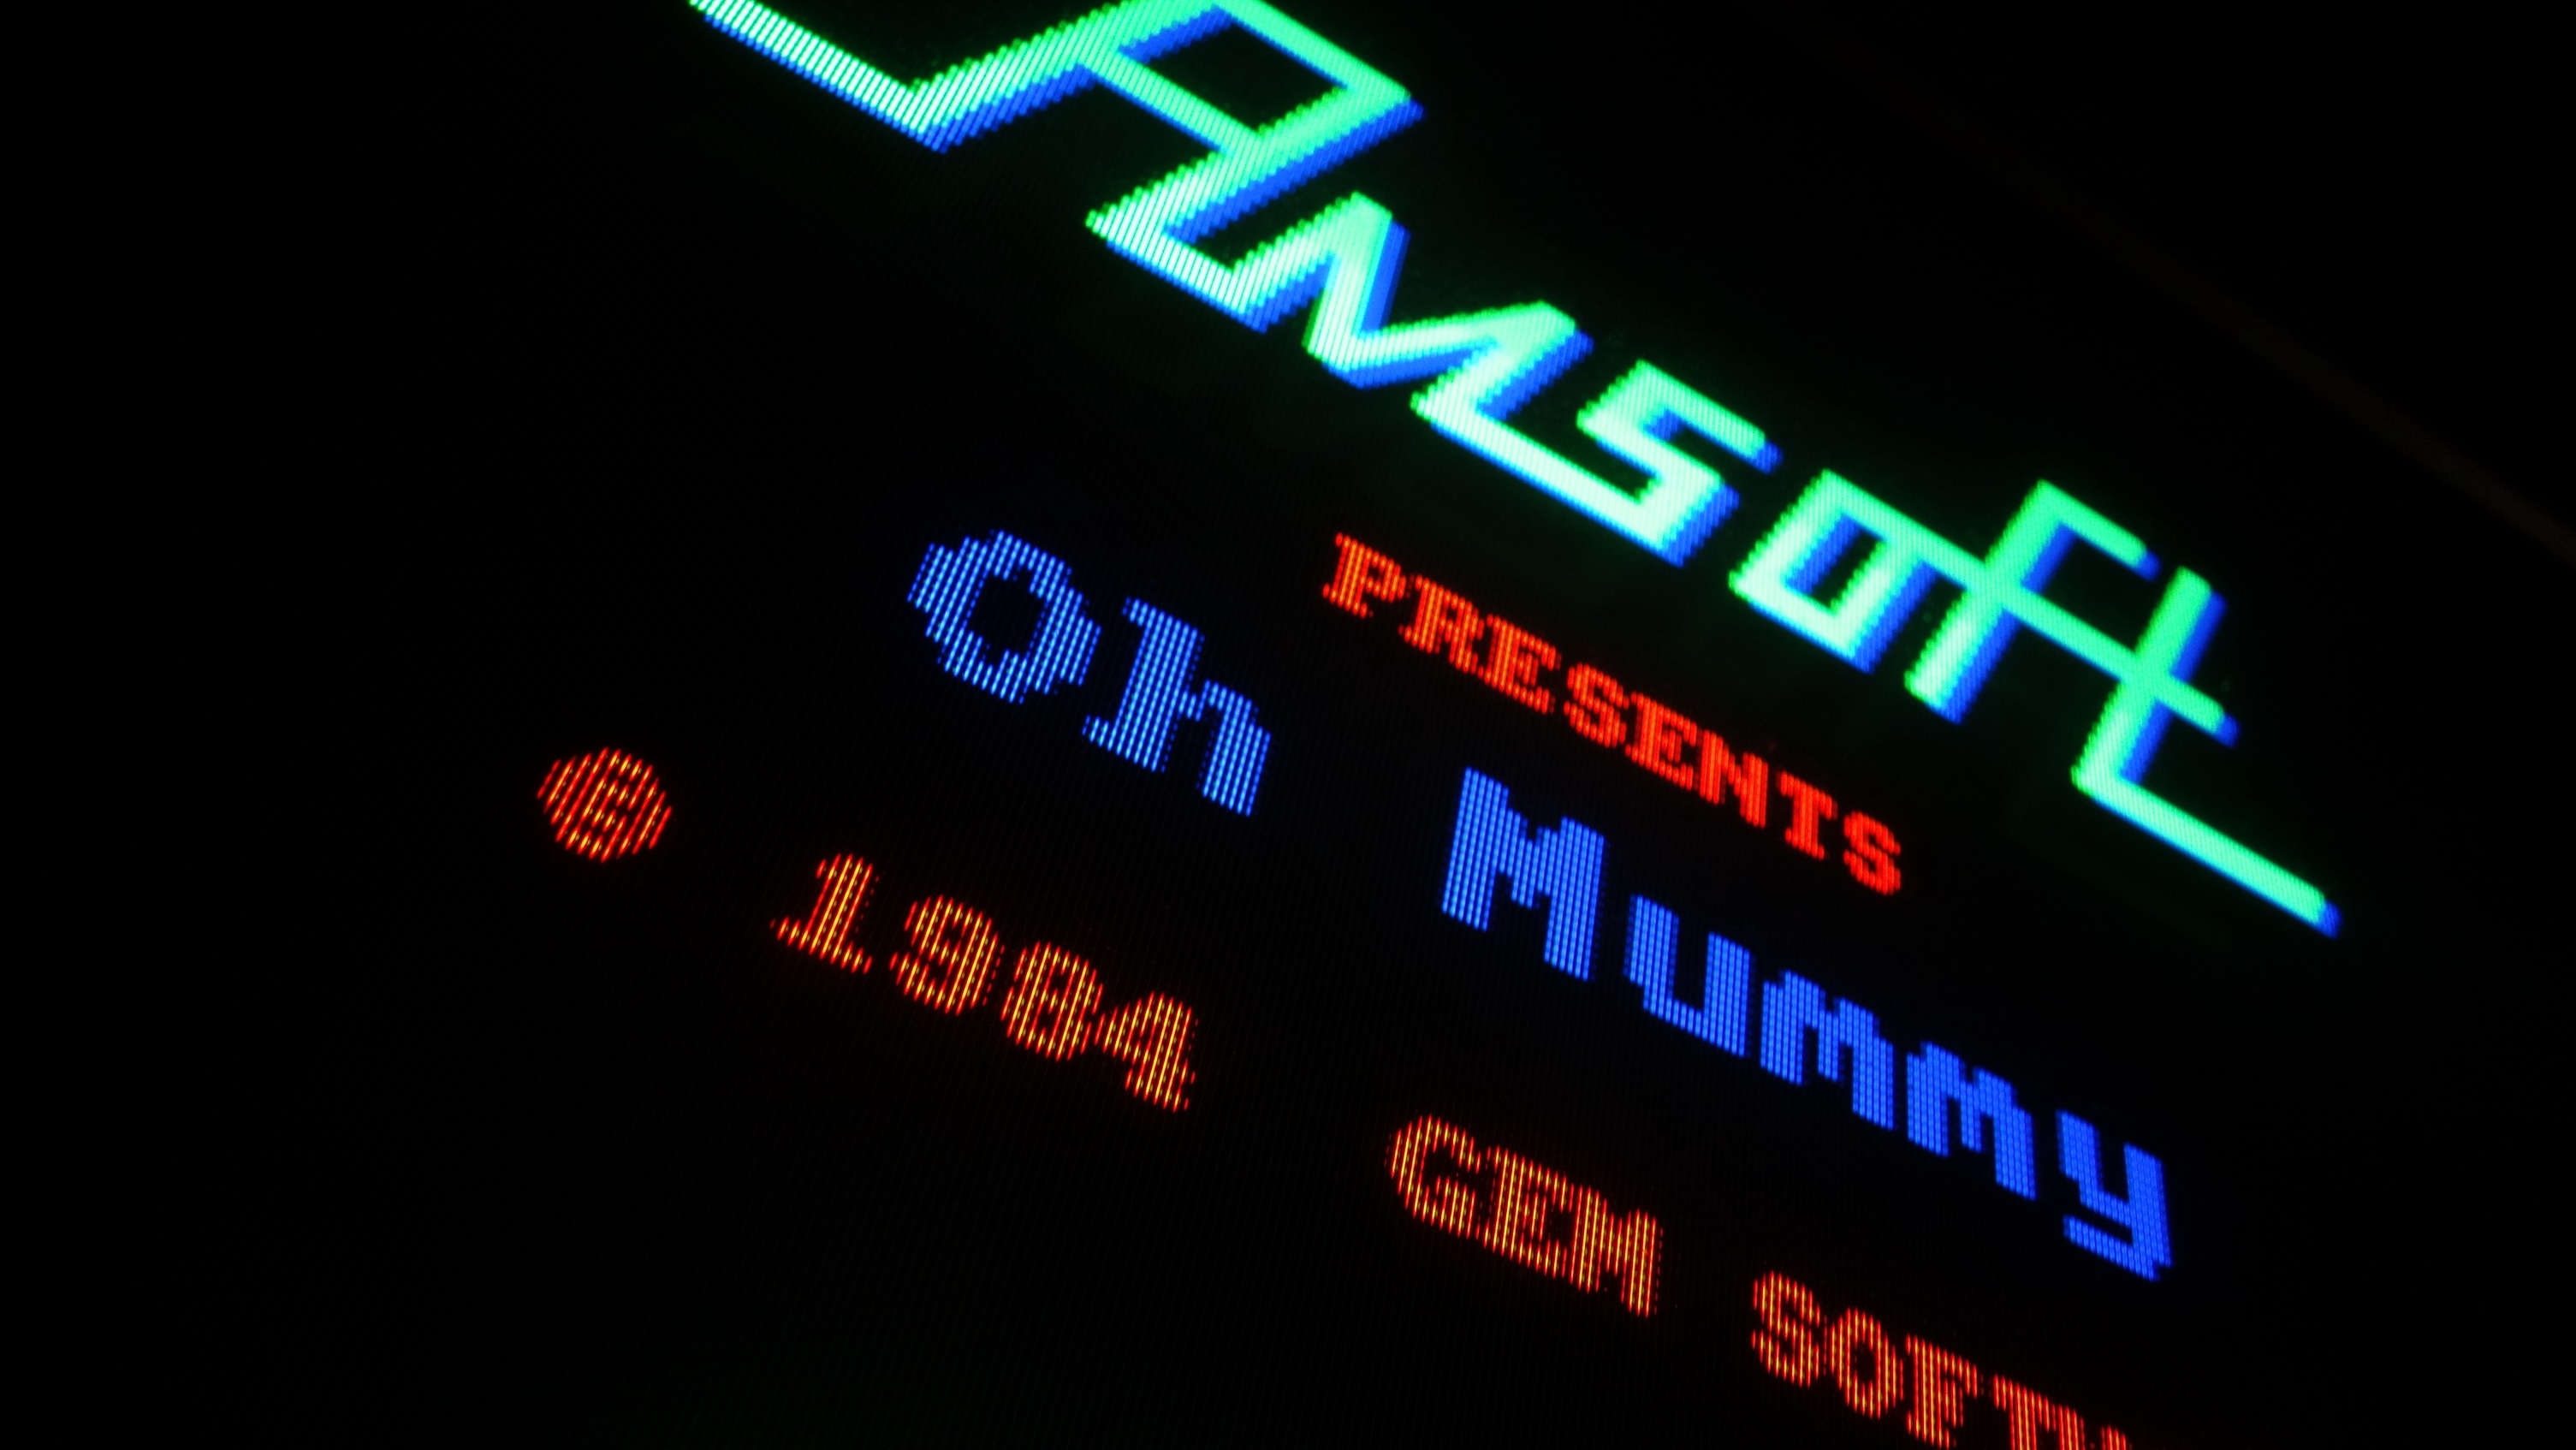 Amsoft
PRESENTS
Oh Mummy
© 1984 GEM